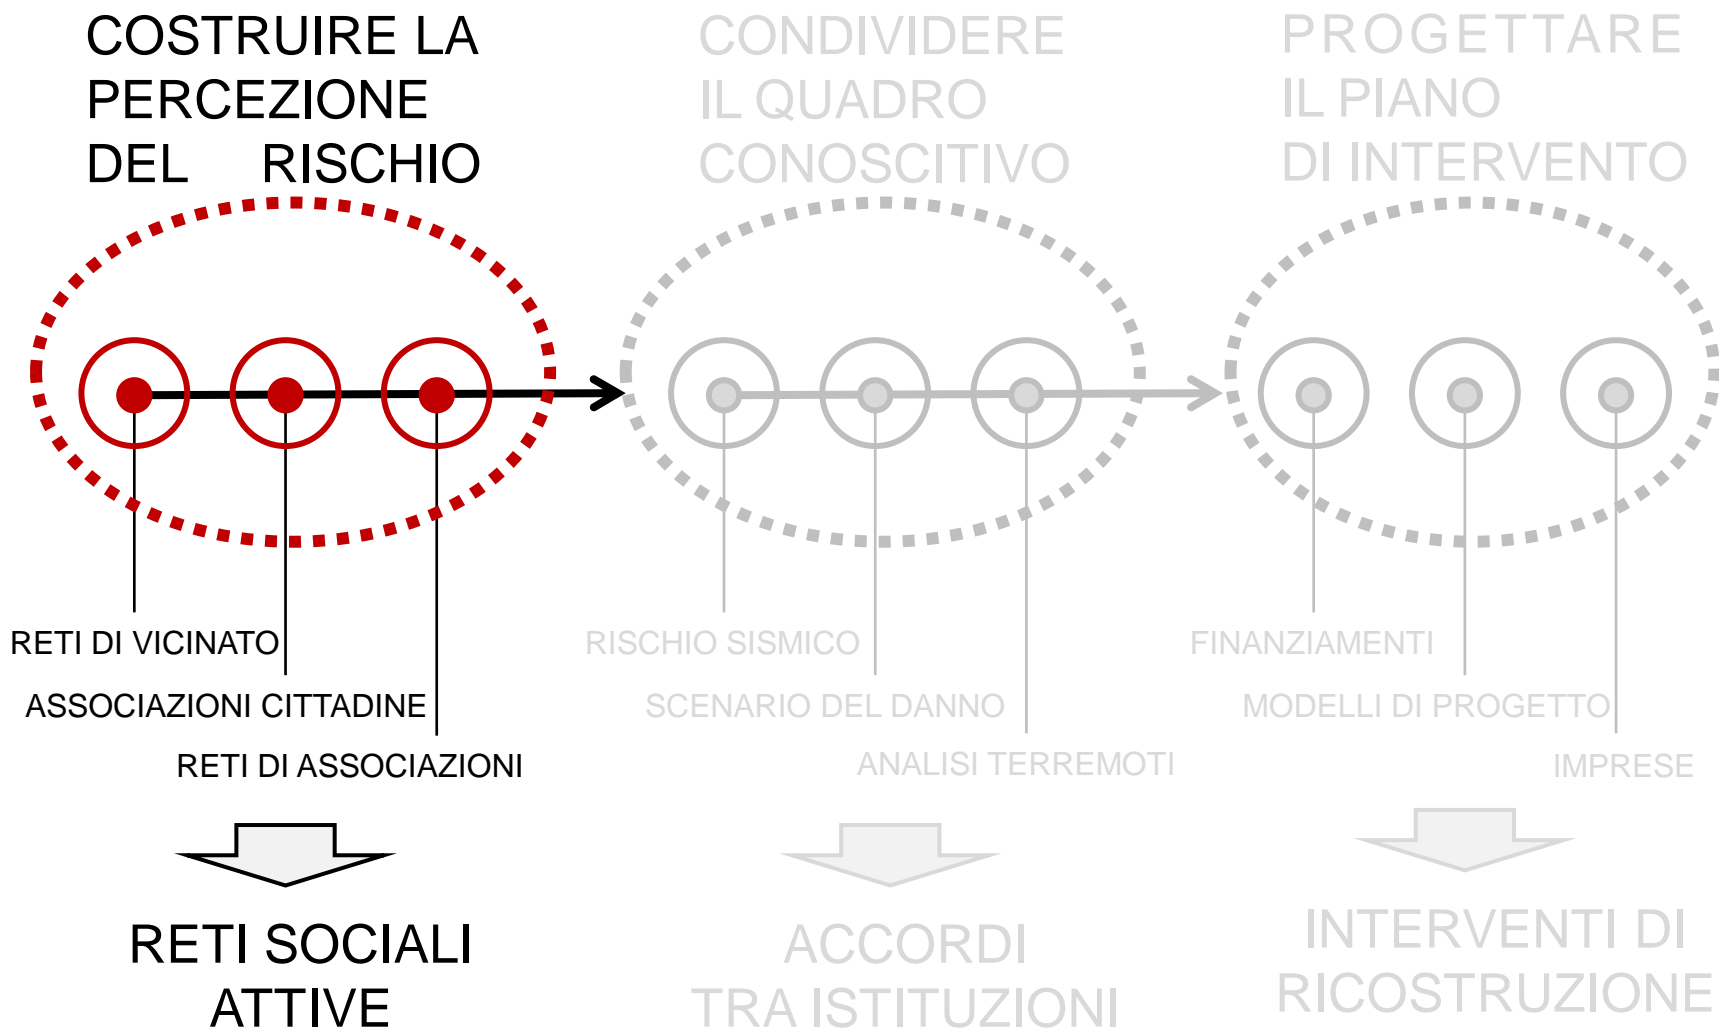 COSTRUIRE LA
PERCEZIONE
DEL RISCHIO
CONDIVIDERE
IL QUADRO
CONOSCITIVO
PROGETTARE
IL PIANO
DI INTERVENTO
RETI DI VICINATO
ASSOCIAZIONI CITTADINE
RETI DI ASSOCIAZIONI
RISCHIO SISMICO
SCENARIO DEL DANNO
ANALISI TERREMOTI
FINANZIAMENTI
MODELLI DI PROGETTO
IMPRESE
RETI SOCIALI
ATTIVE
ACCORDI
TRA ISTITUZIONI
INTERVENTI DI
RICOSTRUZIONE